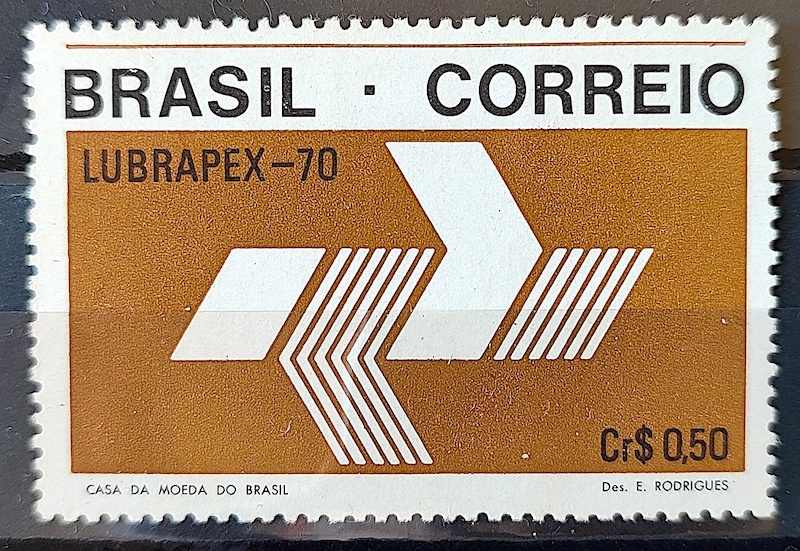 BRASIL · CORREIO
LUBRAPEX-70
Cr$ 0,50
CASA DA MOEDA DO BRASIL Des. E. RODRIGUES